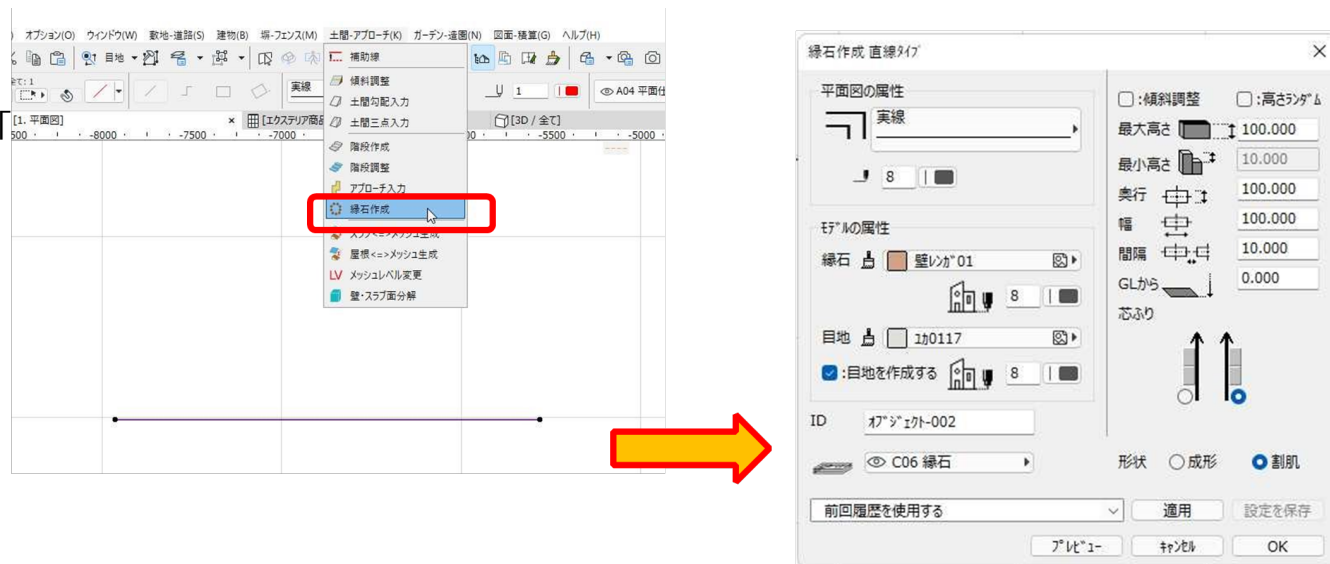 オプション(O) ウィンドウ(W) 敷地-道路(S) 建物(B) 塀-フェンス(M) 土間-アプローチ(K) ガーデン-造園(N) 図面-積算(G) ヘルプ(H)
目地
全て: 1
実線
1
A04 平面仕
[1. 平面図]
[エクステリア商品
[3D / 全て]
-8000
-7500
-7000
-5500
-5000
補助線
傾斜調整
土間勾配入力
土間三点入力
階段作成
階段調整
アプローチ入力
縁石作成
スラブ<=>メッシュ生成
屋根<=>メッシュ生成
LV メッシュレベル変更
壁・スラブ面分解
縁石作成 直線ﾀｲﾌﾟ
平面図の属性
実線
8
ﾓﾃﾞﾙの属性
縁石 壁ﾚﾝｶﾞ01
8
目地 ﾕｶ0117
:目地を作成する 8
ID ｵﾌﾞｼﾞｪｸﾄ-002
C06 縁石
:傾斜調整 :高さﾗﾝﾀﾞﾑ
最大高さ 100.000
最小高さ 10.000
奥行 100.000
幅 100.000
間隔 10.000
GLから 0.000
芯ふり
形状 成形 割肌
前回履歴を使用する 適用 設定を保存
ﾌﾟﾚﾋﾞｭｰ ｷｬﾝｾﾙ OK